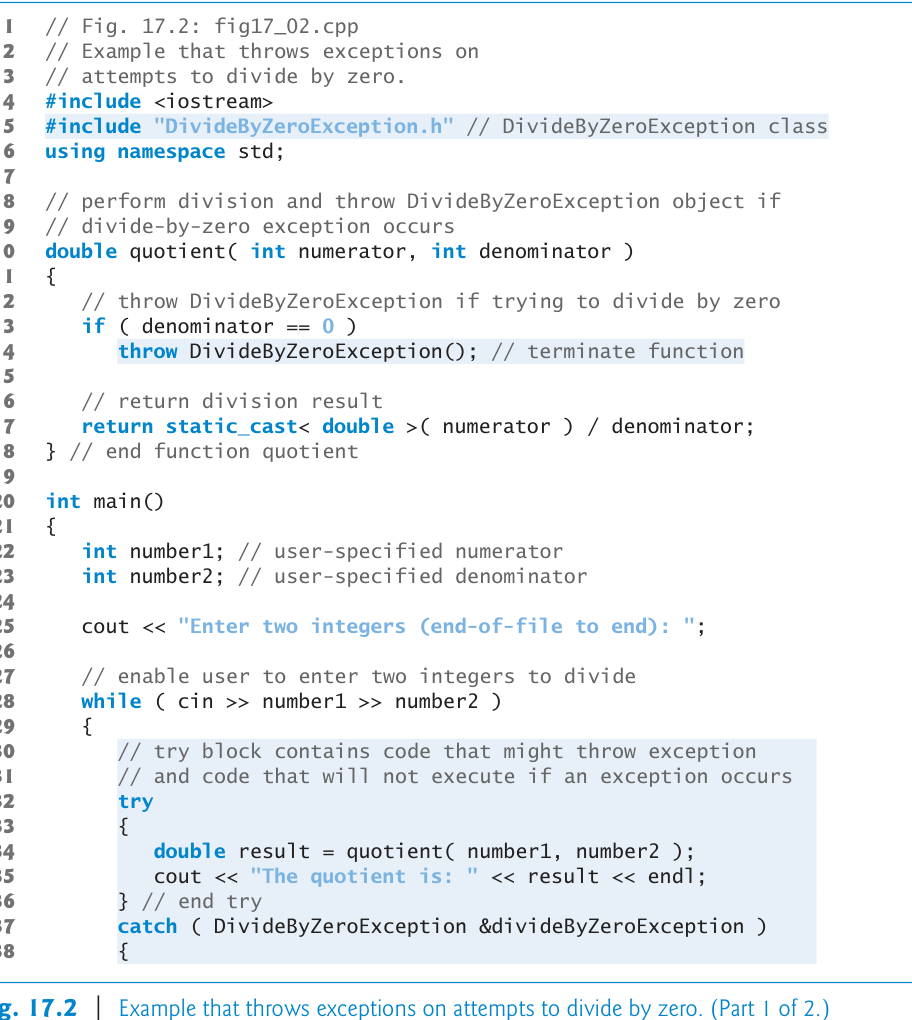 1 // Fig. 17.2: fig17_02.cpp
2 // Example that throws exceptions on
3 // attempts to divide by zero.
4 #include <iostream>
5 #include "DivideByZeroException.h" // DivideByZeroException class
6 using namespace std;
7
8 // perform division and throw DivideByZeroException object if
9 // divide-by-zero exception occurs
0 double quotient( int numerator, int denominator )
1 {
2 // throw DivideByZeroException if trying to divide by zero
3 if ( denominator == 0 )
4 throw DivideByZeroException(); // terminate function
5
6 // return division result
7 return static_cast< double >( numerator ) / denominator;
8 } // end function quotient
9
20 int main()
21 {
22 int number1; // user-specified numerator
23 int number2; // user-specified denominator
24
25 cout << "Enter two integers (end-of-file to end): ";
26
27 // enable user to enter two integers to divide
28 while ( cin >> number1 >> number2 )
29 {
30 // try block contains code that might throw exception
31 // and code that will not execute if an exception occurs
32 try
33 {
34 double result = quotient( number1, number2 );
35 cout << "The quotient is: " << result << endl;
36 } // end try
37 catch ( DivideByZeroException &divideByZeroException )
38 {
g. 17.2 | Example that throws exceptions on attempts to divide by zero. (Part 1 of 2.)